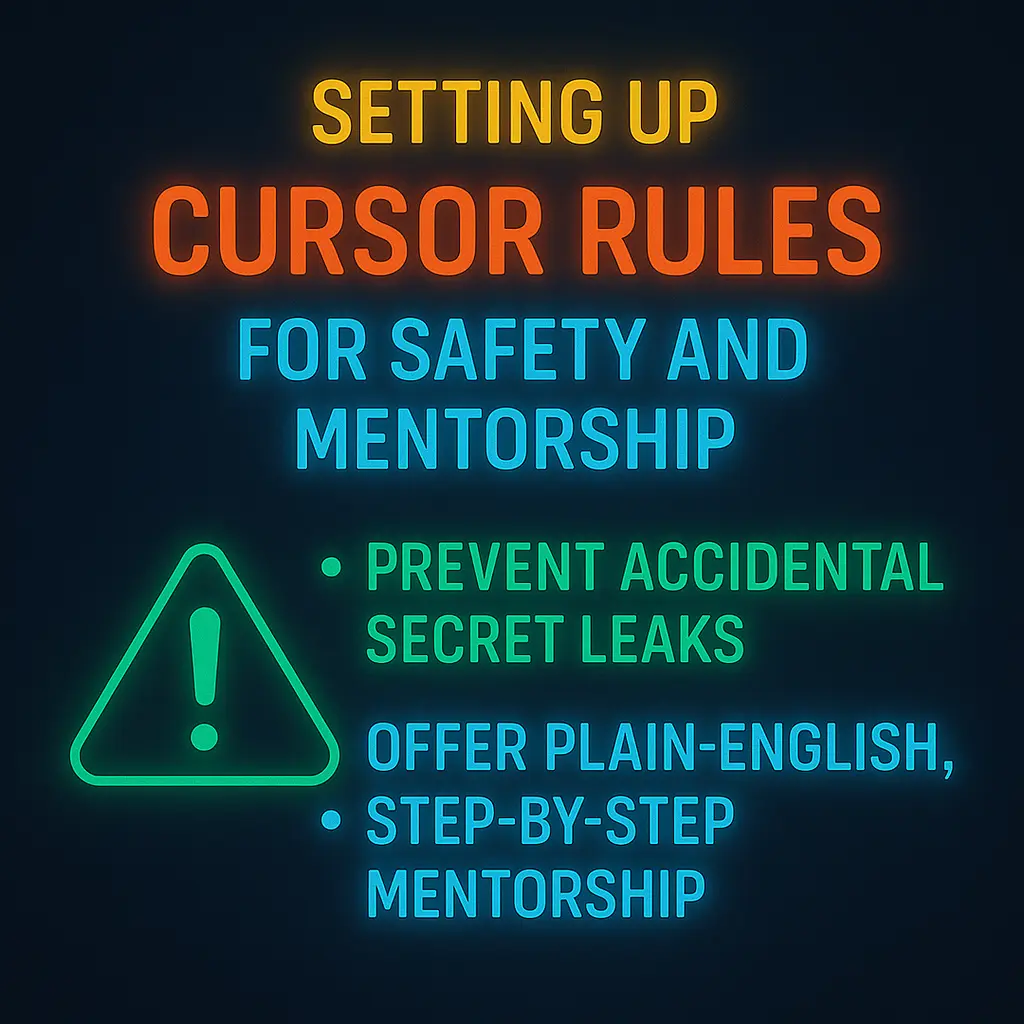 SETTING UP
CURSOR RULES
FOR SAFETY AND
MENTORSHIP
• PREVENT ACCIDENTAL
SECRET LEAKS
OFFER PLAIN-ENGLISH,
• STEP-BY-STEP
MENTORSHIP